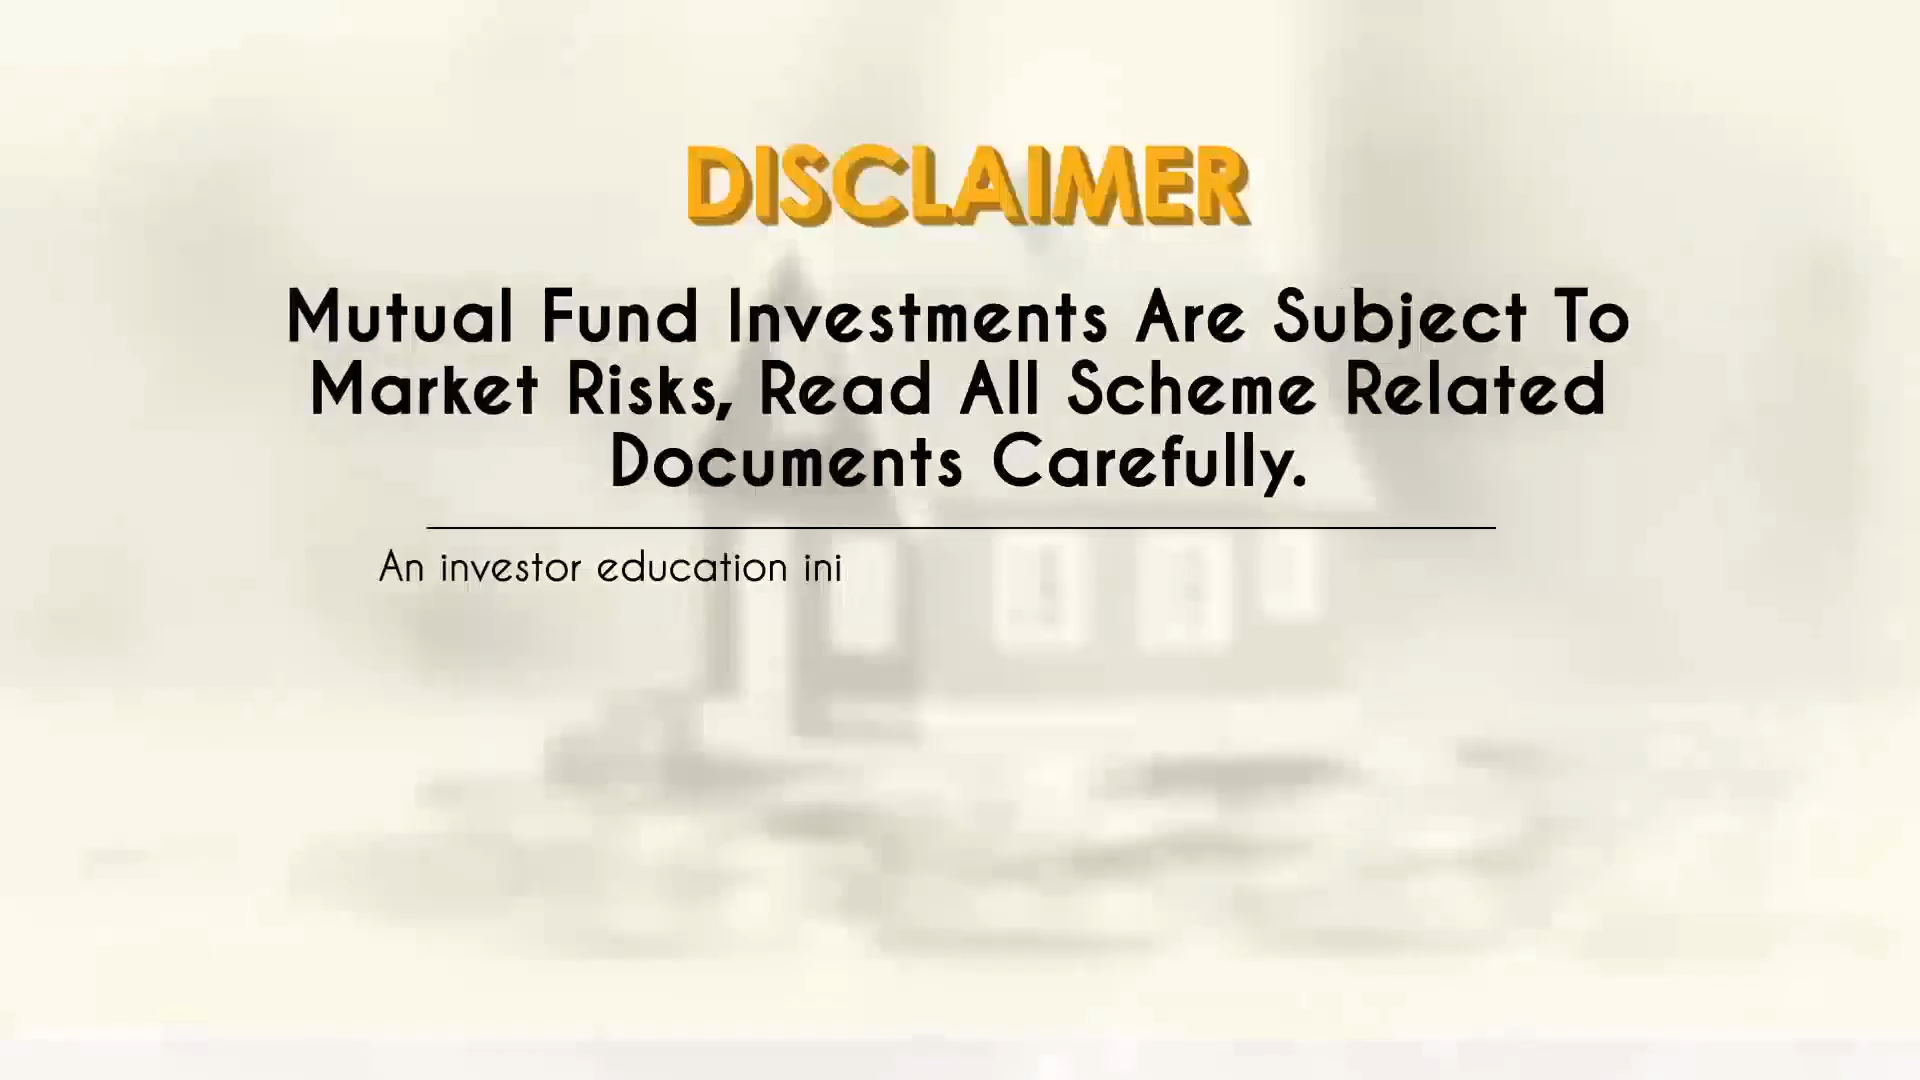 DISCLAIMER
Mutual Fund Investments Are Subject To
Market Risks, Read All Scheme Related
Documents Carefully.
An investor education ini